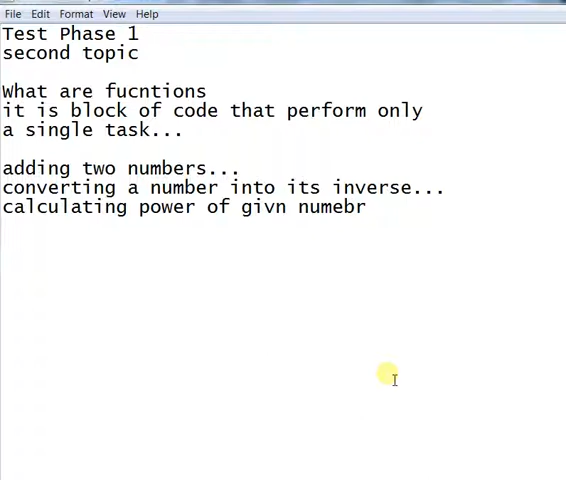 File Edit Format View Help
Test Phase 1
second topic
What are fucntions
it is block of code that perform only
a single task...
adding two numbers...
converting a number into its inverse...
calculating power of givn numebr